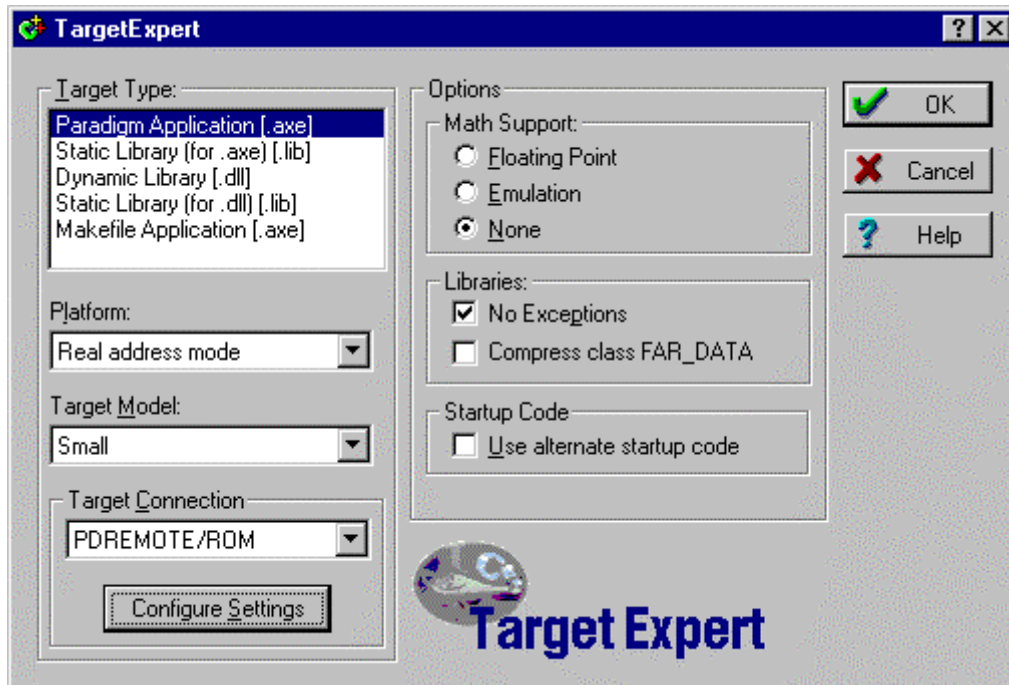 TargetExpert
Target Type:
Paradigm Application [.axe]
Static Library (for .axe) [.lib]
Dynamic Library [.dll]
Static Library (for .dll) [.lib]
Makefile Application [.axe]
Platform:
Real address mode
Target Model:
Small
Target Connection
PDREMOTE/ROM
Configure Settings
Options
Math Support:
Floating Point
Emulation
None
Libraries:
No Exceptions
Compress class FAR_DATA
Startup Code
Use alternate startup code
OK
Cancel
? Help
Target Expert